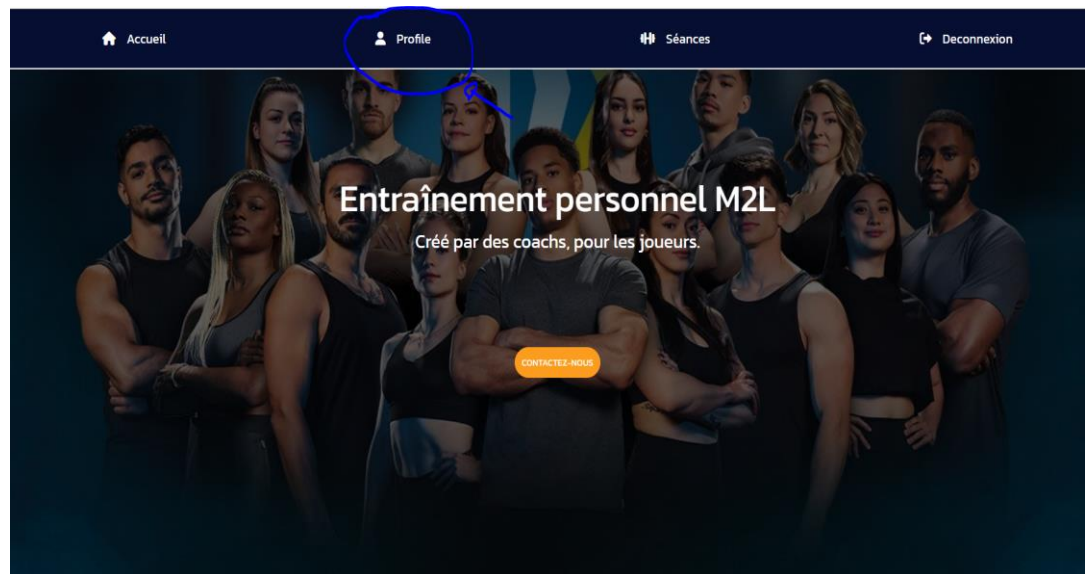 Accueil
Profile
Séances
Deconnexion
Entraînement personnel M2L
Créé par des coachs, pour les joueurs.
CONTACTEZ-NOUS